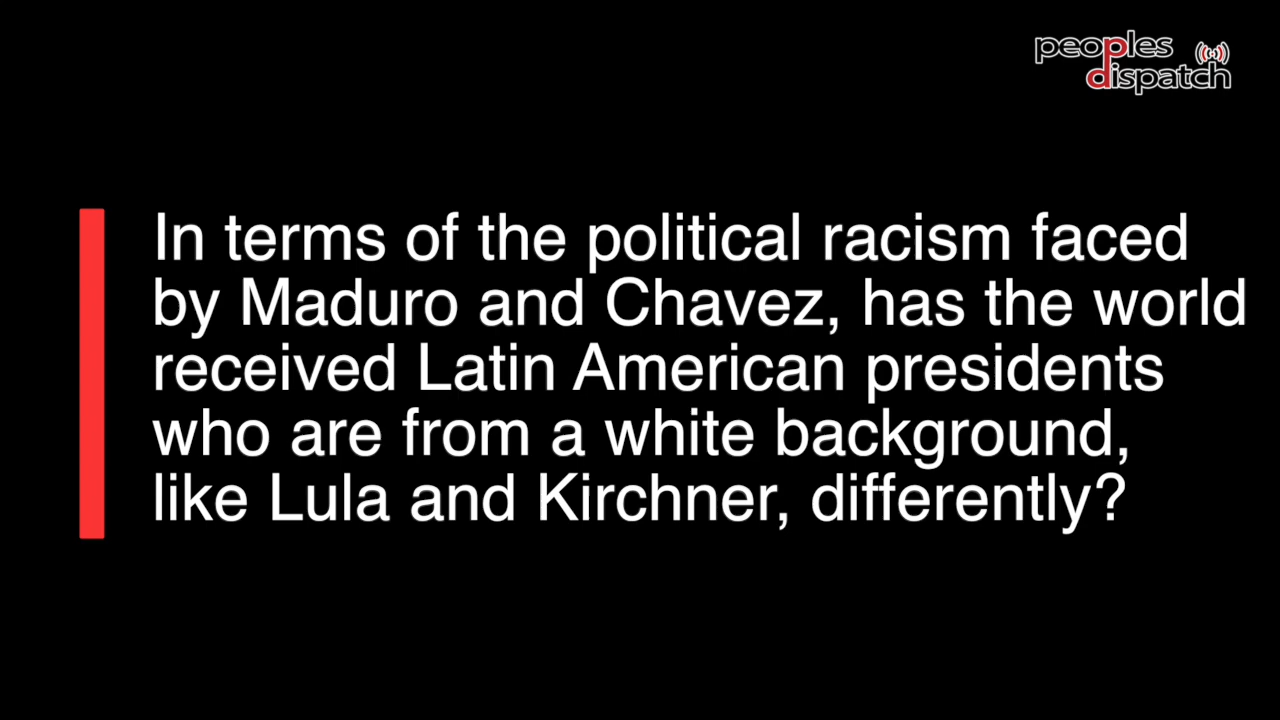 peoples
dispatch
In terms of the political racism faced
by Maduro and Chavez, has the world
received Latin American presidents
who are from a white background,
like Lula and Kirchner, differently?